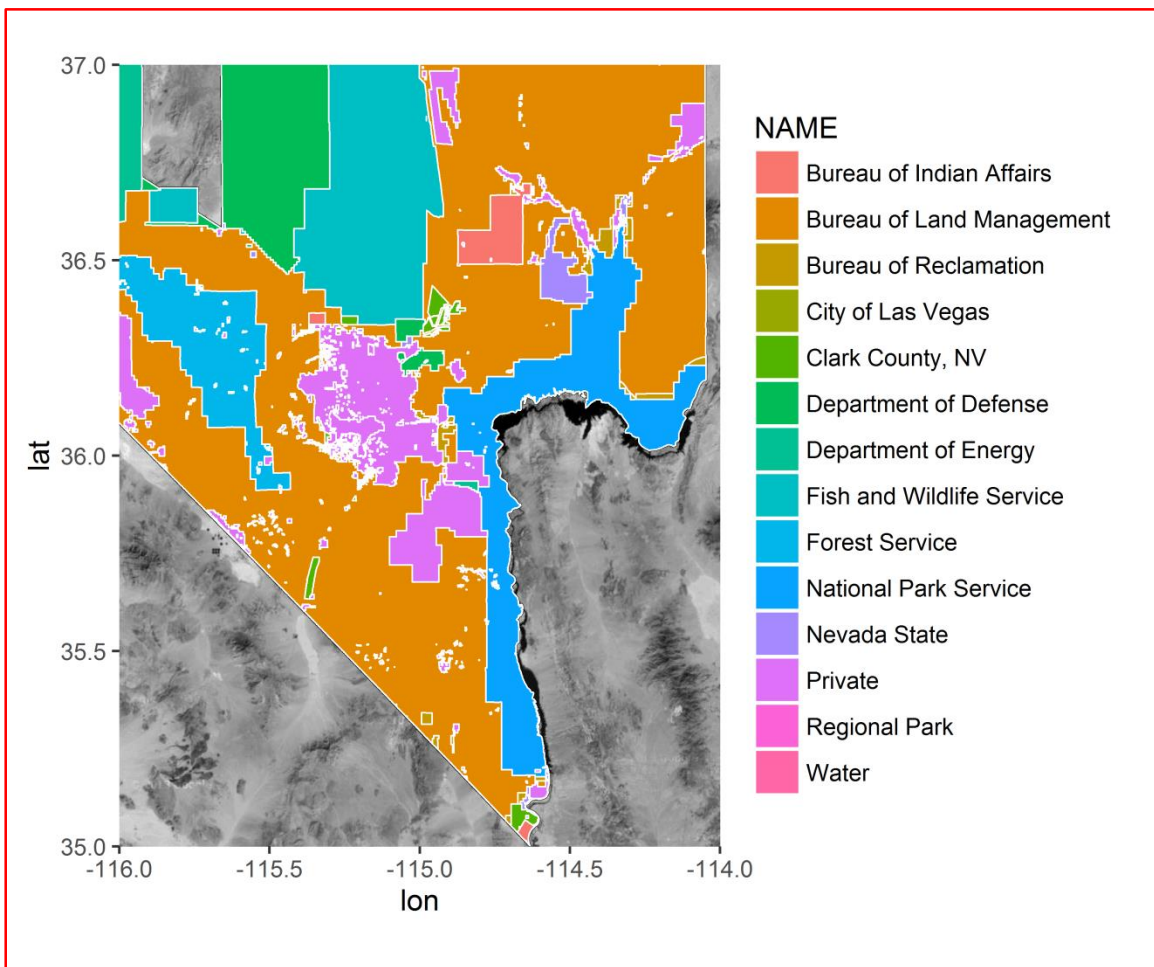 37.0
36.5
36.0
35.5
35.0
lat
-116.0 -115.5 -115.0 -114.5 -114.0
lon
NAME
Bureau of Indian Affairs
Bureau of Land Management
Bureau of Reclamation
City of Las Vegas
Clark County, NV
Department of Defense
Department of Energy
Fish and Wildlife Service
Forest Service
National Park Service
Nevada State
Private
Regional Park
Water